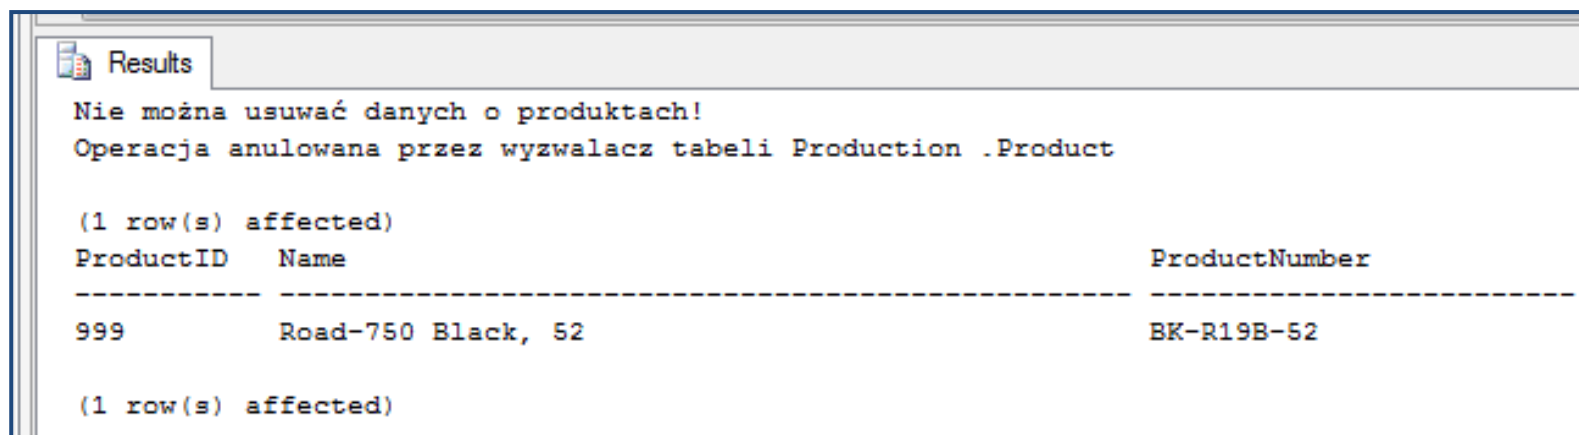 Results
Nie można usuwać danych o produktach!
Operacja anulowana przez wyzwalacz tabeli Production .Product
(1 row(s) affected)
ProductID Name ProductNumber
----------- -------------------------------------------------- -------------------------
999 Road-750 Black, 52 BK-R19B-52
(1 row(s) affected)